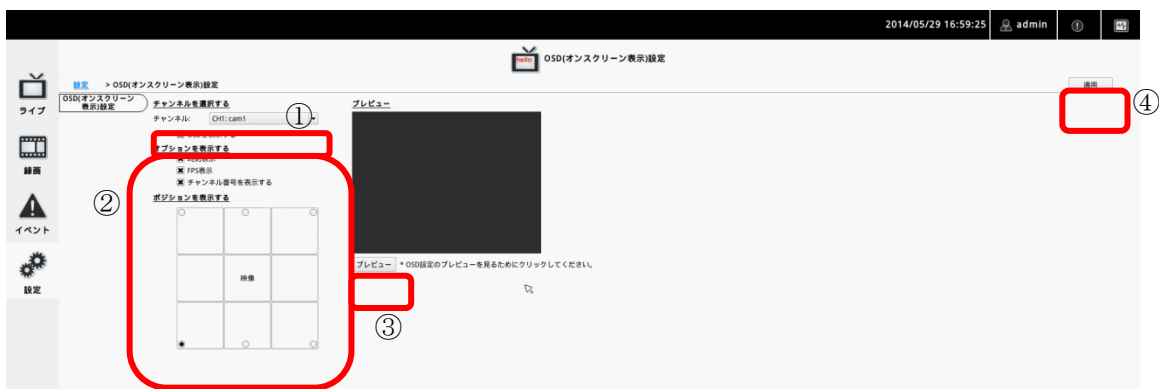 2014/05/29 16:59:25 admin
hello OSD(オンスクリーン表示)設定
設定 > OSD(オンスクリーン表示)設定
適用
④
ライブ
録画
イベント
設定
OSD(オンスクリーン
表示)設定
チャンネルを選択する
チャンネル: CH1: cam1
①
オプションを表示する
FPS表示
チャンネル番号を表示する
②
ポジションを表示する
映像
プレビュー
プレビュー * OSD設定のプレビューを見るためにクリックしてください。
③